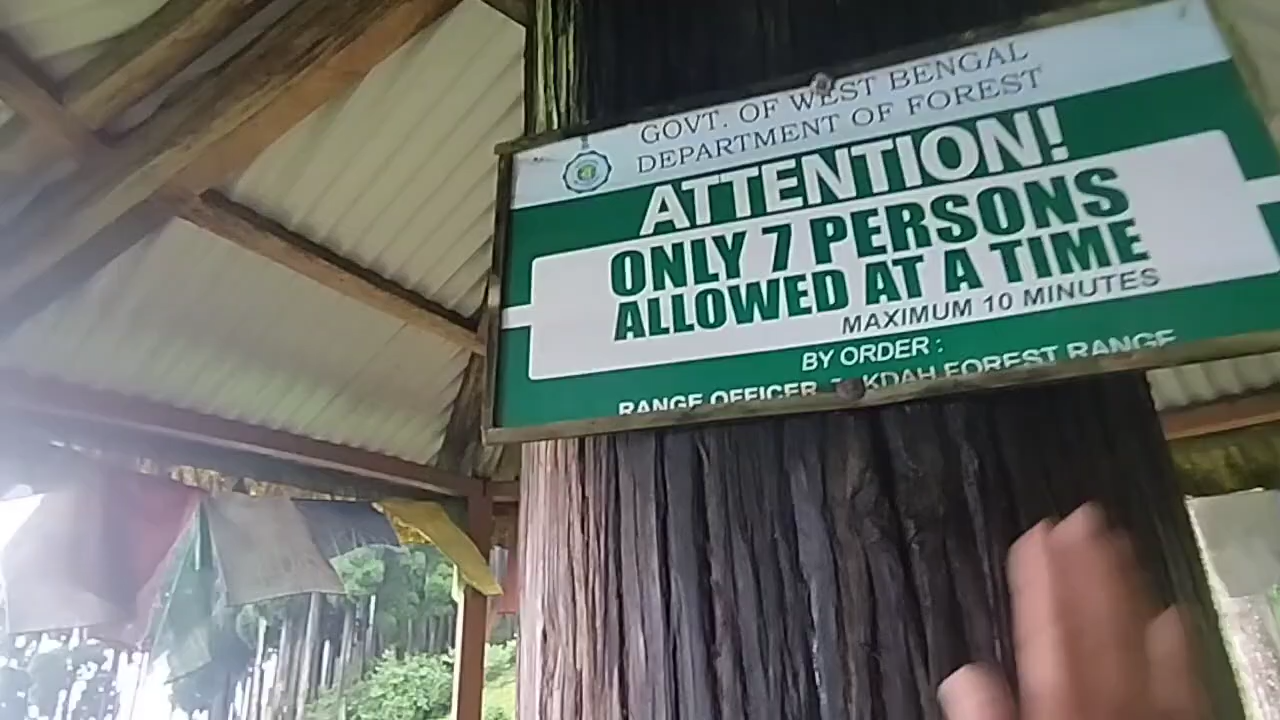 GOVT. OF WEST BENGAL
DEPARTMENT OF FOREST
ATTENTION!
ONLY 7 PERSONS
ALLOWED AT A TIME
MAXIMUM 10 MINUTES
BY ORDER :
RANGE OFFICER FOREST RANGE